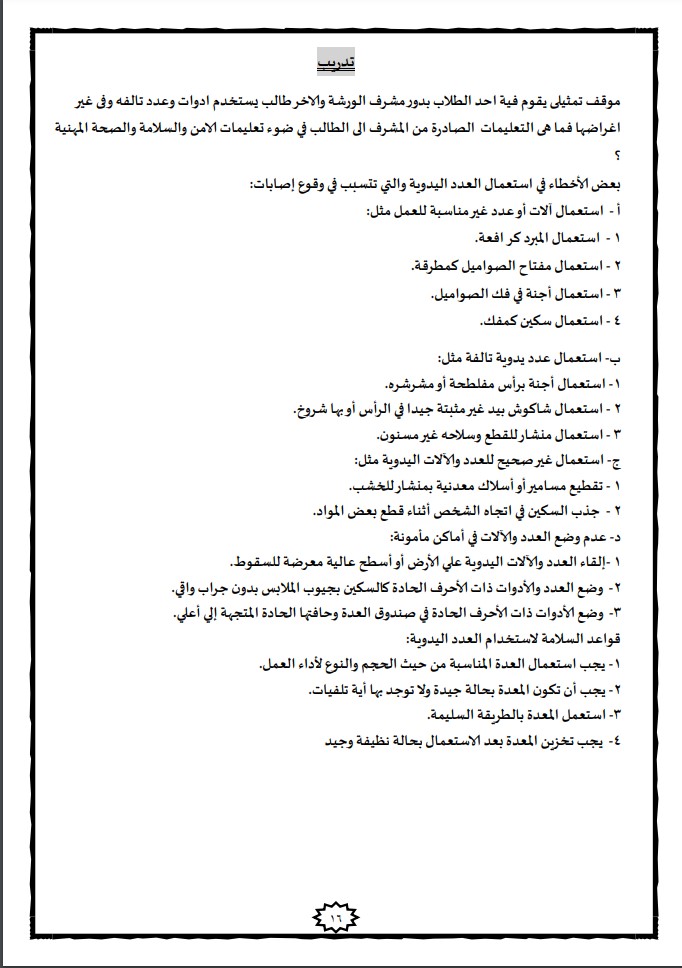 تدريب
موقف تمثيلى يقوم فية احد الطلاب بدور مشرف الورشة والاخر طالب يستخدم ادوات وعدد تالفه وفى غير
اغراضها فما هى التعليمات الصادرة من المشرف الى الطالب في ضوء تعليمات الامن والسلامة والصحة المهنية
؟
بعض الأخطاء في استعمال العدد اليدوية والتي تتسبب في وقوع إصابات:
أ - استعمال آلات أو عدد غير مناسبة للعمل مثل:
١ - استعمال المبرد كر افعة.
٢ - استعمال مفتاح الصواميل كمطرقة.
٣ - استعمال أجنة في فك الصواميل.
٤ - استعمال سكين كمفك.
ب- استعمال عدد يدوية تالفة مثل:
١- استعمال أجنة برأس مفلطحة أو مشرشره.
٢ - استعمال شاكوش بيد غير مثبتة جيدا في الرأس أو بها شروخ.
٣ - استعمال منشار للقطع وسلاحه غير مسنون.
ج- استعمال غير صحيح للعدد والآلات اليدوية مثل:
١ - تقطيع مسامير أو أسلاك معدنية بمنشار للخشب.
٢ - جذب السكين في اتجاه الشخص أثناء قطع بعض المواد.
د- عدم وضع العدد والآلات في أماكن مأمونة:
١ -إلقاء العدد والآلات اليدوية علي الأرض أو أسطح عالية معرضة للسقوط.
٢- وضع العدد والأدوات ذات الأحرف الحادة كالسكين بجيوب الملابس بدون جراب واقي.
٣- وضع الأدوات ذات الأحرف الحادة في صندوق العدة وحافتها الحادة المتجهة إلي أعلي.
قواعد السلامة لاستخدام العدد اليدوية:
١- يجب استعمال العدة المناسبة من حيث الحجم والنوع لأداء العمل.
٢- يجب أن تكون المعدة بحالة جيدة ولا توجد بها أية تلفيات.
٣- استعمل المعدة بالطريقة السليمة.
٤- يجب تخزين المعدة بعد الاستعمال بحالة نظيفة وجيد
١٦